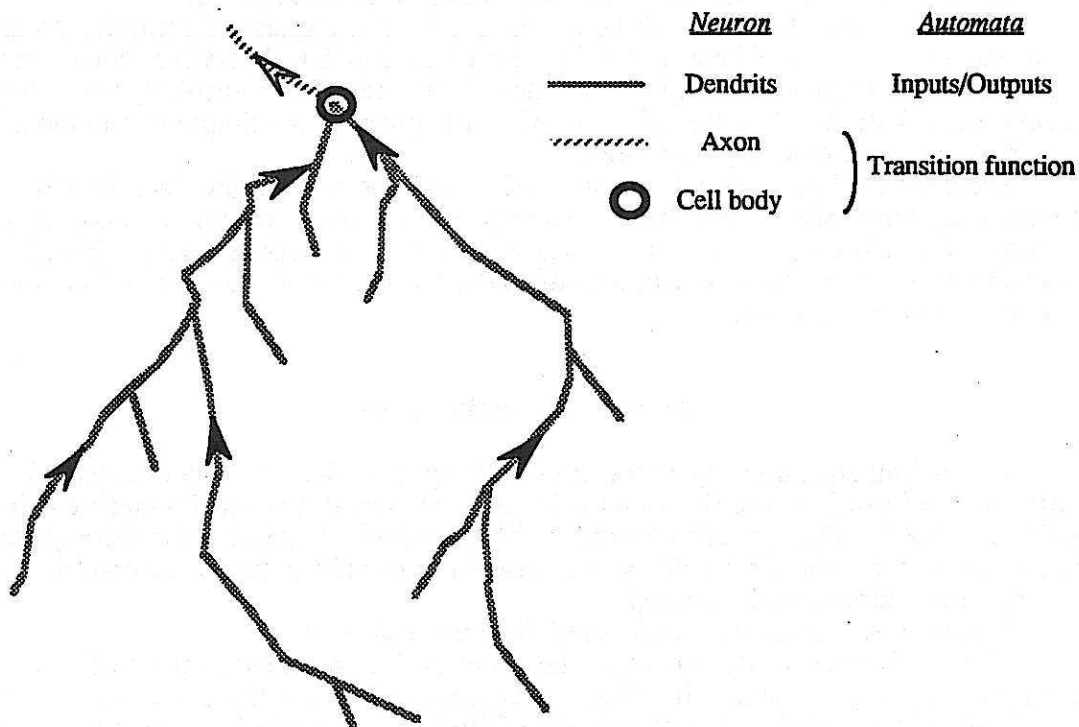 Neuron Automata
Dendrits Inputs/Outputs
Axon
Transition function
Cell body